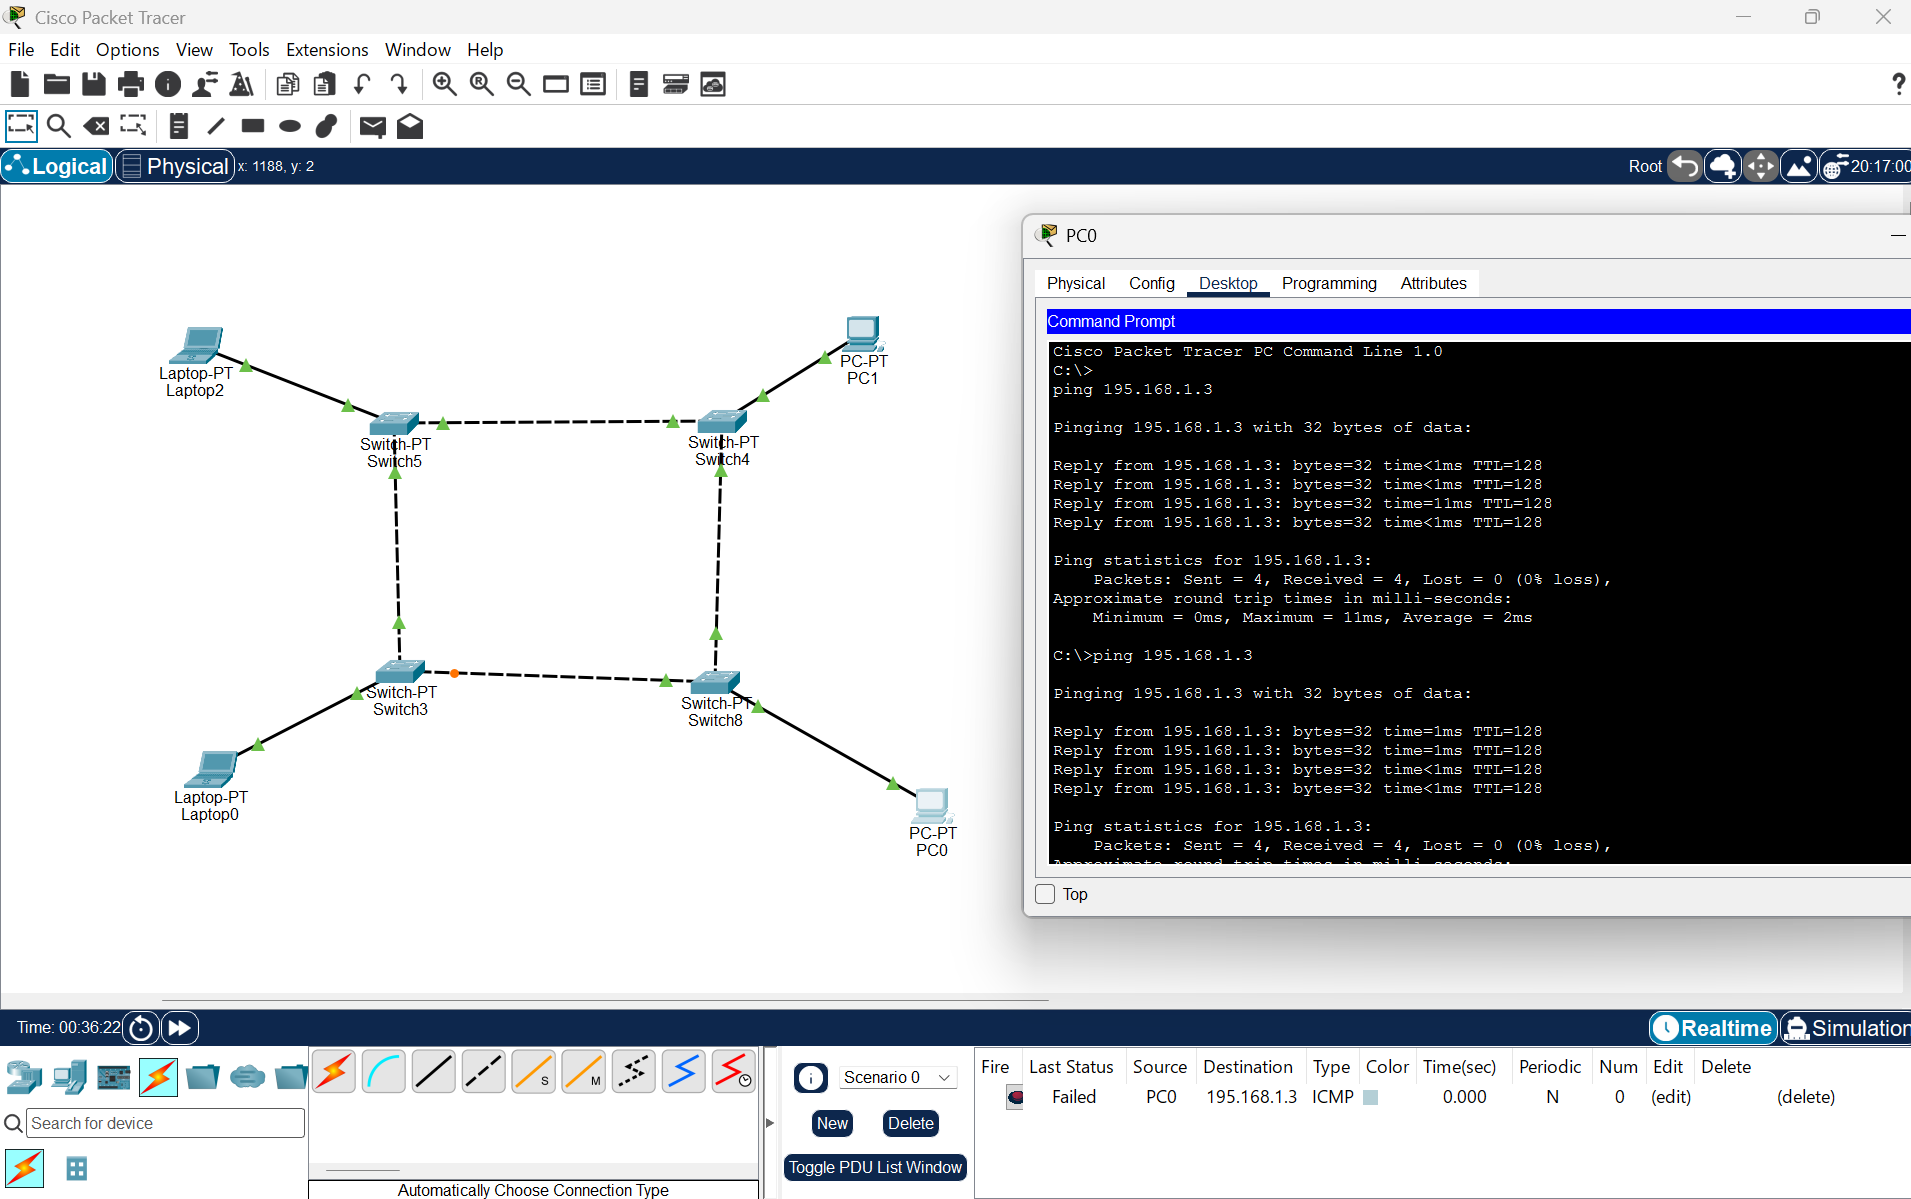 Cisco Packet Tracer
File Edit Options View Tools Extensions Window Help
Logical Physical x: 1188, y: 2 Root 20:17:00
PC0
Physical Config Desktop Programming Attributes
Command Prompt
Cisco Packet Tracer PC Command Line 1.0
C:\>
ping 195.168.1.3
Pinging 195.168.1.3 with 32 bytes of data:
Reply from 195.168.1.3: bytes=32 time<1ms TTL=128
Reply from 195.168.1.3: bytes=32 time<1ms TTL=128
Reply from 195.168.1.3: bytes=32 time=11ms TTL=128
Reply from 195.168.1.3: bytes=32 time<1ms TTL=128
Ping statistics for 195.168.1.3:
Packets: Sent = 4, Received = 4, Lost = 0 (0% loss),
Approximate round trip times in milli-seconds:
Minimum = 0ms, Maximum = 11ms, Average = 2ms
C:\>ping 195.168.1.3
Pinging 195.168.1.3 with 32 bytes of data:
Reply from 195.168.1.3: bytes=32 time=1ms TTL=128
Reply from 195.168.1.3: bytes=32 time=1ms TTL=128
Reply from 195.168.1.3: bytes=32 time<1ms TTL=128
Reply from 195.168.1.3: bytes=32 time<1ms TTL=128
Ping statistics for 195.168.1.3:
Packets: Sent = 4, Received = 4, Lost = 0 (0% loss),
Approximate round trip times in milli-seconds:
Top
Laptop-PT
Laptop2
PC-PT
PC1
Switch-PT
Switch5
Switch-PT
Switch4
Switch-PT
Switch3
Switch-PT
Switch8
Laptop-PT
Laptop0
PC-PT
PC0
Time: 00:36:22 Realtime Simulation
Search for device
S M
Automatically Choose Connection Type
Scenario 0
New Delete
Toggle PDU List Window
Fire Last Status Source Destination Type Color Time(sec) Periodic Num Edit Delete
Failed PC0 195.168.1.3 ICMP 0.000 N 0 (edit) (delete)